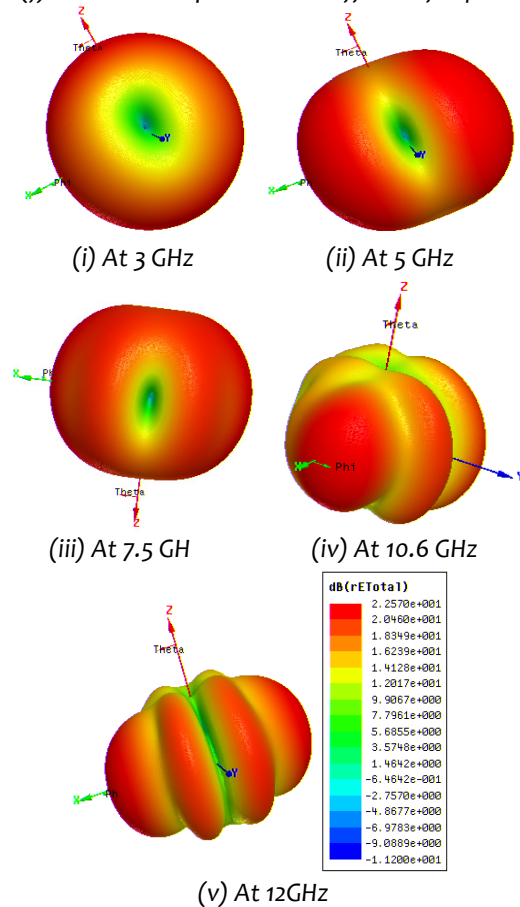 Z
Theta
Y
X
Phi
(i) At 3 GHz
Z
Theta
Y
X
Phi
(ii) At 5 GHz
X
Ph
Theta
Z
(iii) At 7.5 GH
Z
Theta
X
Phi
Y
(iv) At 10.6 GHz
Z
Theta
Y
X
Phi
dB(rETotal)
2.2570e+001
2.0460e+001
1.8349e+001
1.6239e+001
1.4128e+001
1.2017e+001
9.9067e+000
7.7961e+000
5.6855e+000
3.5748e+000
1.4642e+000
-6.4642e-001
-2.7570e+000
-4.8677e+000
-6.9783e+000
-9.0889e+000
-1.1200e+001
(v) At 12GHz